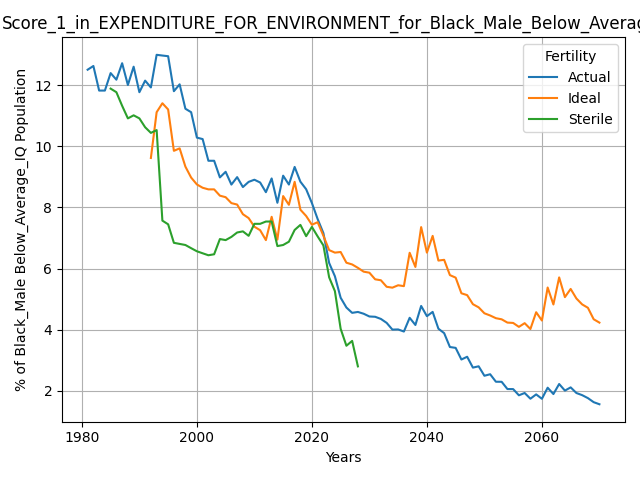 Score_1_in_EXPENDITURE_FOR_ENVIRONMENT_for_Black_Male_Below_Averag
% of Black_Male Below_Average_IQ Population
12
10
8
6
4
2
Fertility
Actual
Ideal
Sterile
1980 2000 2020 2040 2060
Years